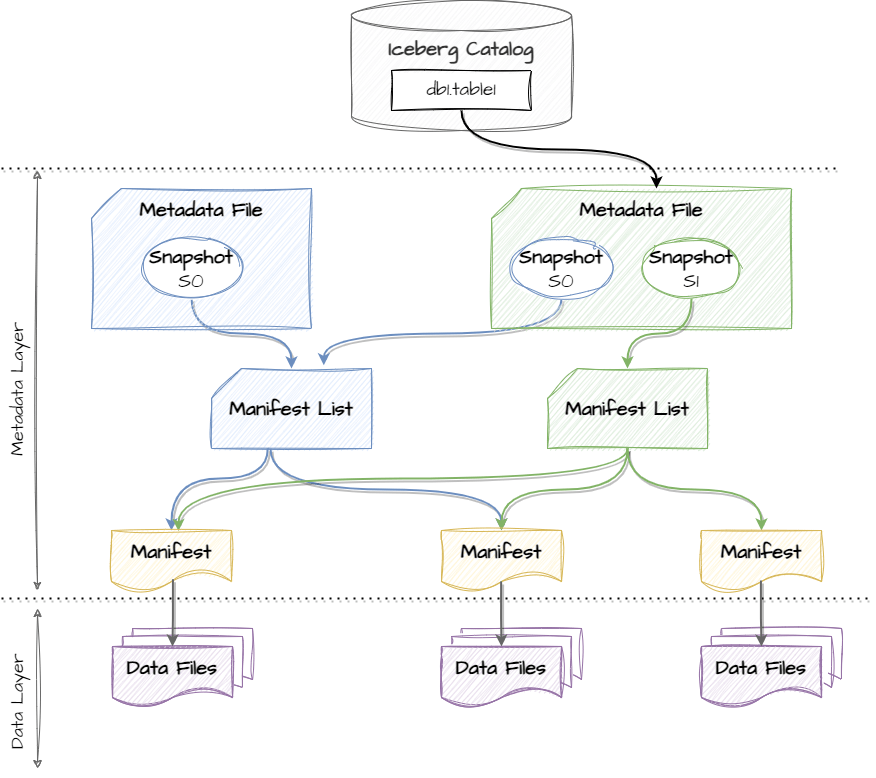 Iceberg Catalog
db1.table1
Metadata File
Snapshot
S0
Metadata File
Snapshot
S0
Snapshot
S1
Metadata Layer
Manifest List
Manifest List
Manifest
Manifest
Manifest
Data Layer
Data Files
Data Files
Data Files